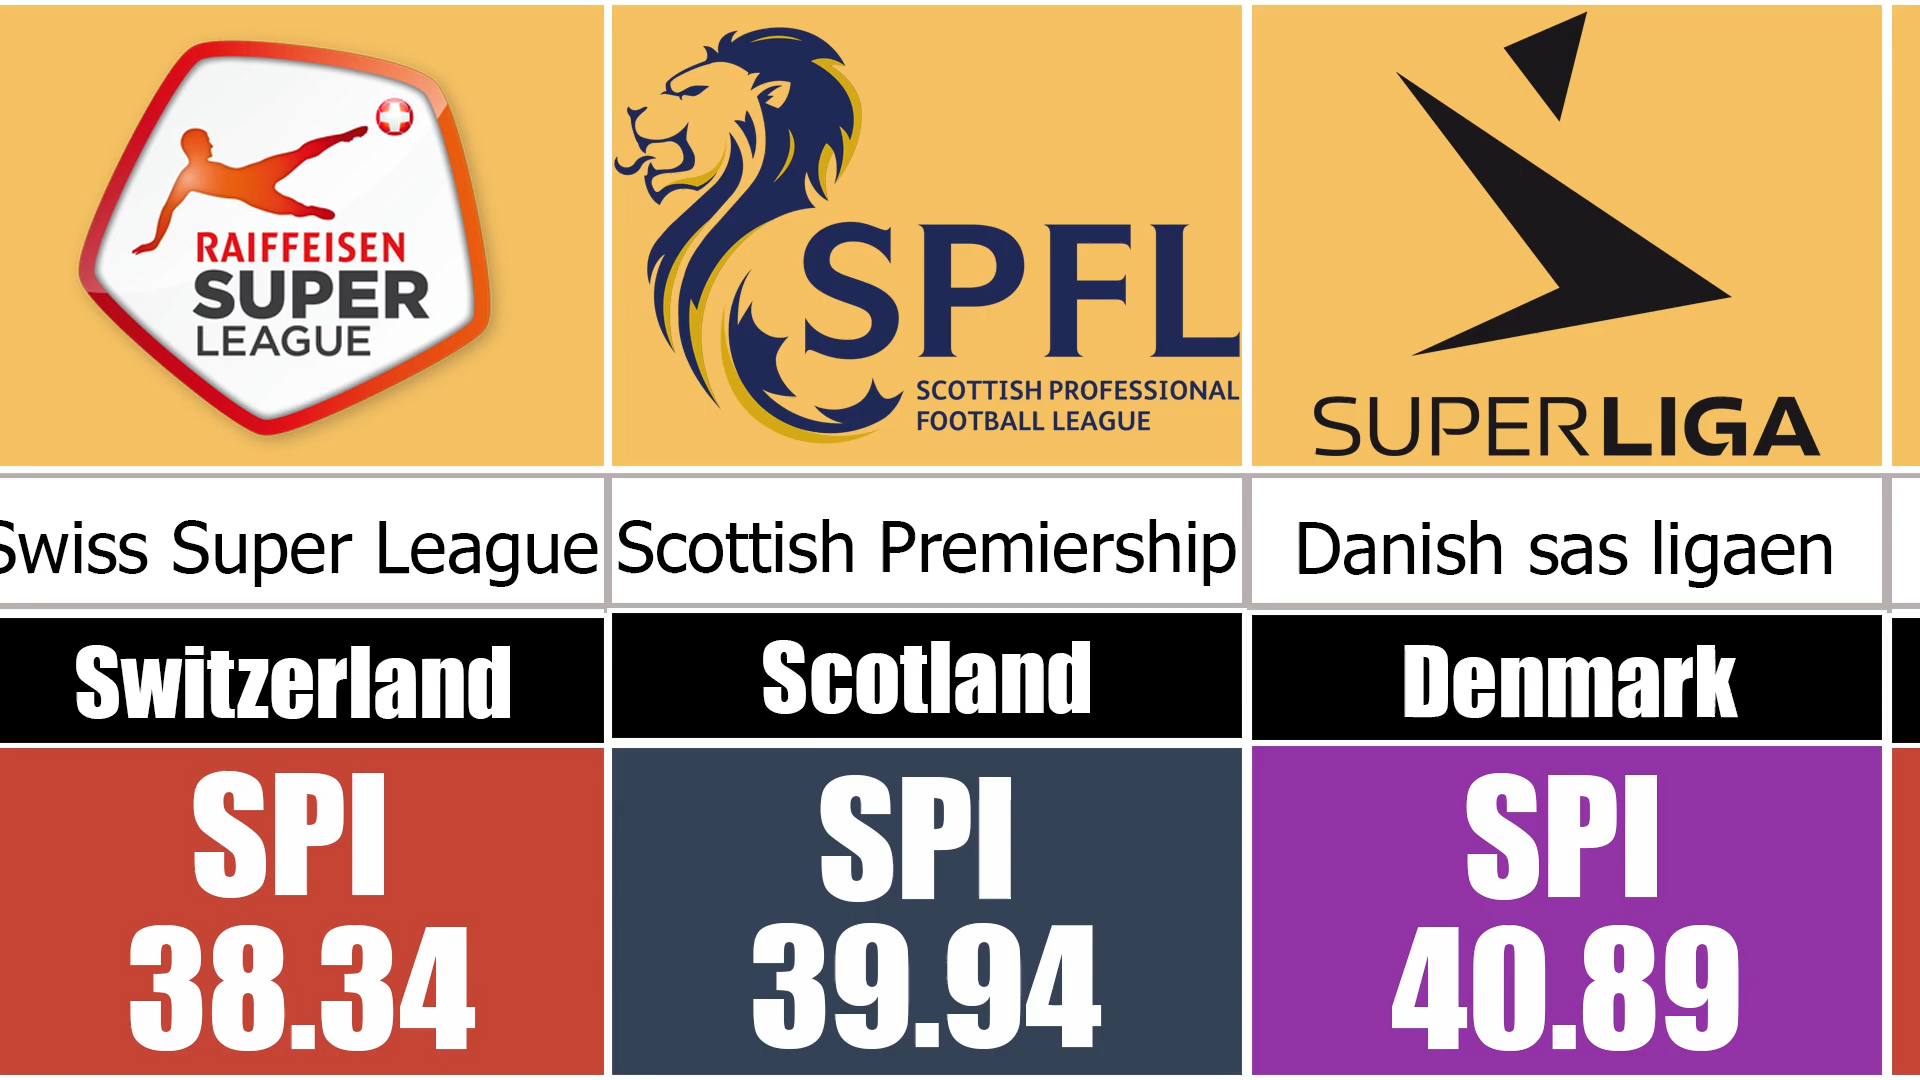 RAIFFEISEN
SUPER
LEAGUE
SPFL
SCOTTISH PROFESSIONAL
FOOTBALL LEAGUE
SUPERLIGA
Swiss Super League
Scottish Premiership
Danish sas ligaen
Switzerland
Scotland
Denmark
SPI
38.34
SPI
39.94
SPI
40.89